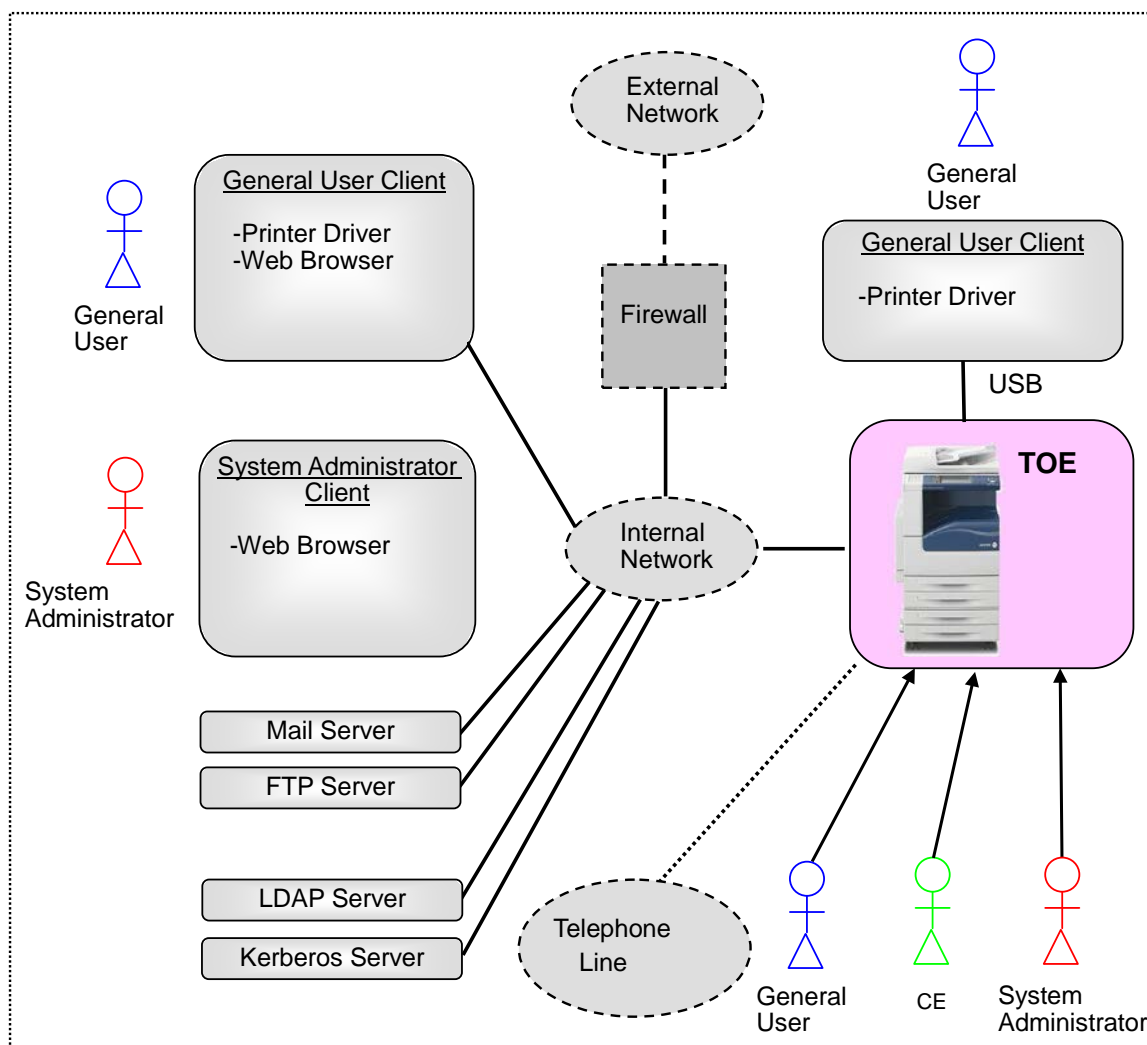 External
Network
General
User
General User Client
-Printer Driver
-Web Browser
General
User
General User Client
-Printer Driver
Firewall
USB
TOE
System Administrator
Client
-Web Browser
System
Administrator
Internal
Network
Mail Server
FTP Server
LDAP Server
Kerberos Server
Telephone
Line
General
User
CE
System
Administrator